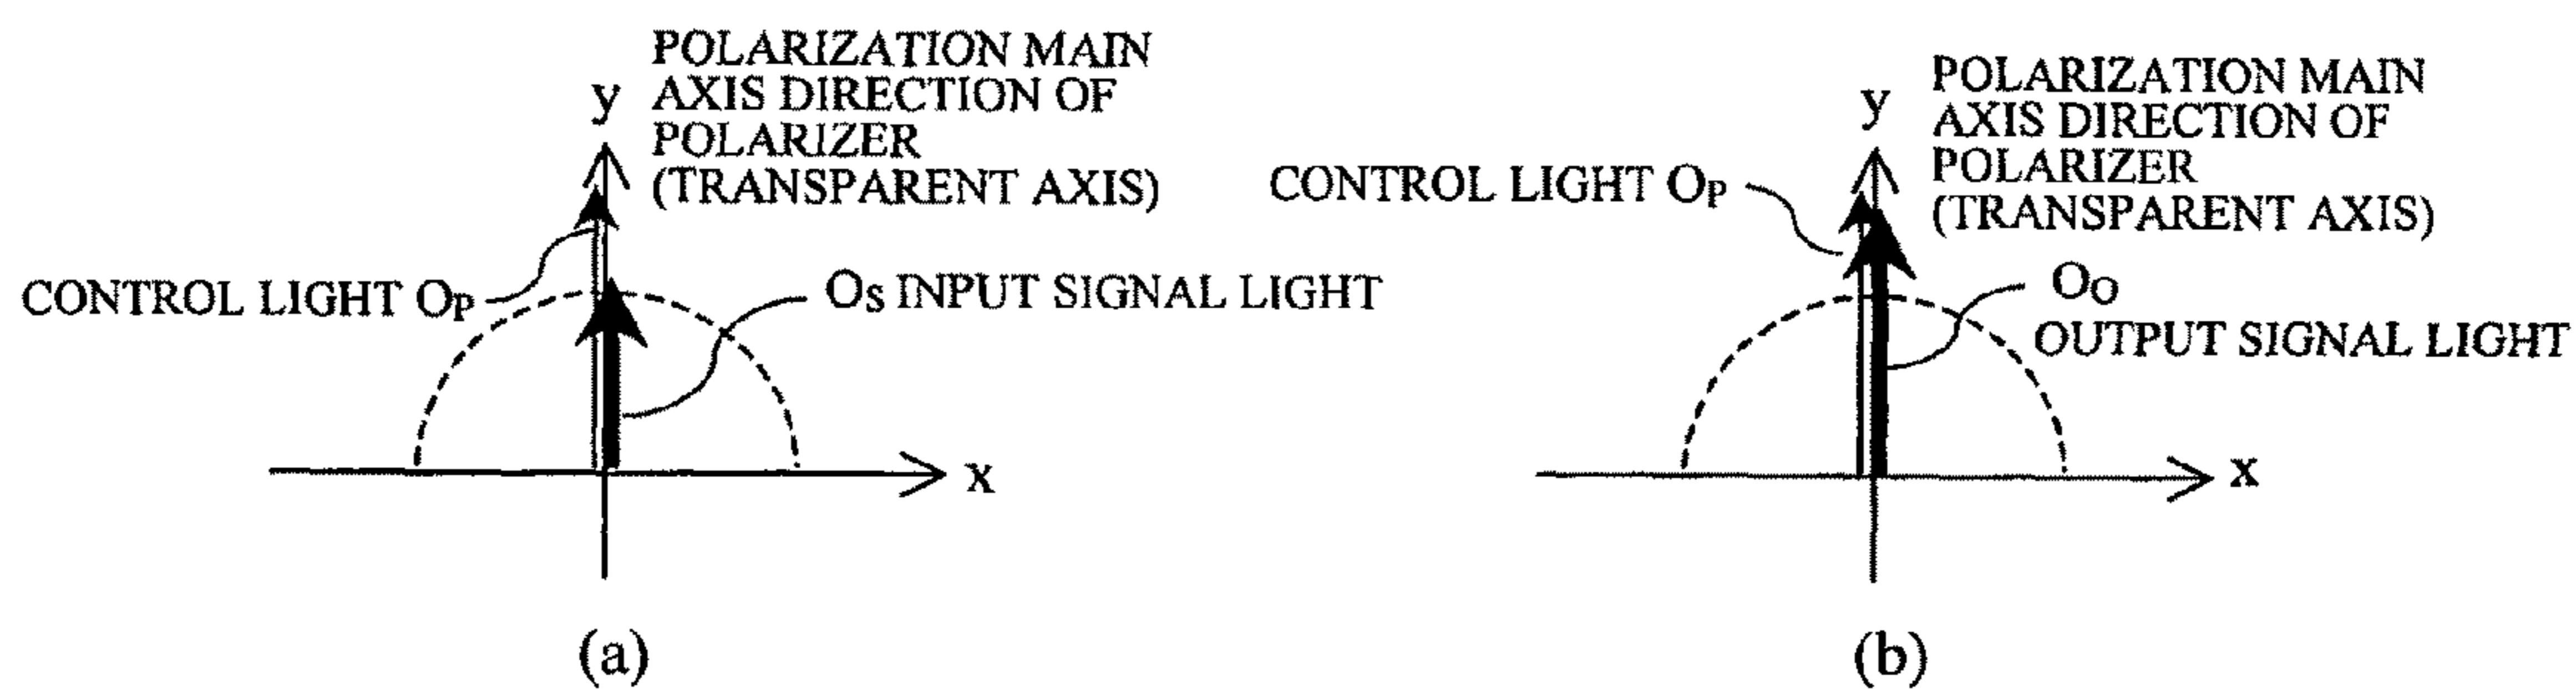 POLARIZATION MAIN
AXIS DIRECTION OF
POLARIZER
(TRANSPARENT AXIS)
y
CONTROL LIGHT OP
OS INPUT SIGNAL LIGHT
x
(a)
POLARIZATION MAIN
AXIS DIRECTION OF
POLARIZER
(TRANSPARENT AXIS)
y
CONTROL LIGHT OP
OO
OUTPUT SIGNAL LIGHT
x
(b)